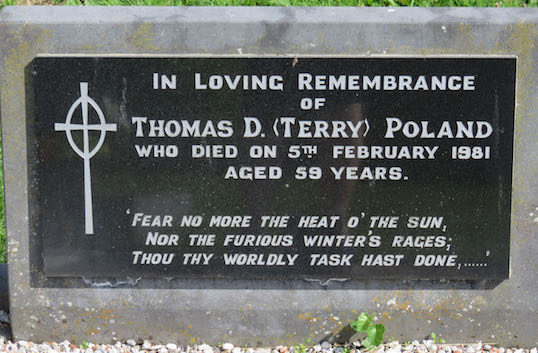 IN LOVING REMEMBRANCE
OF
THOMAS D. (TERRY) POLAND
WHO DIED ON 5TH FEBRUARY 1981
AGED 59 YEARS.
'FEAR NO MORE THE HEAT O' THE SUN,
NOR THE FURIOUS WINTER'S RAGES;
THOU THY WORLDLY TASK HAST DONE,......'